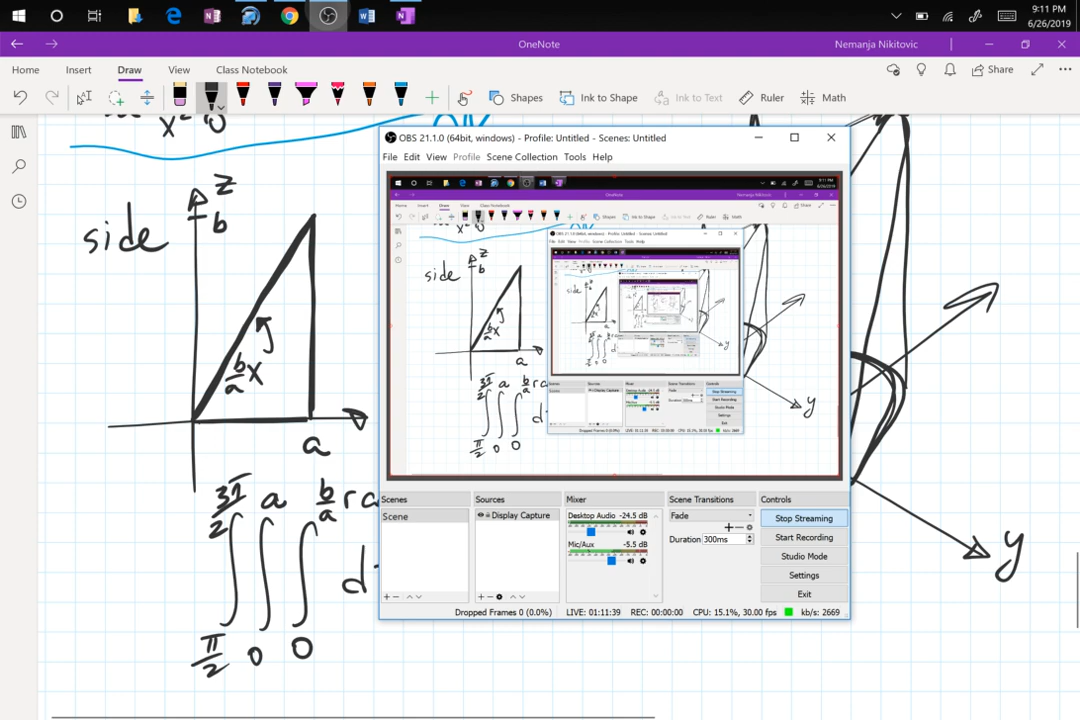 9:11 PM
6/26/2019
OneNote
Nemanja Nikitovic
Home Insert Draw View Class Notebook
Share
Shapes
Ink to Shape
Ink to Text
Ruler
Math
side
z
b
b/a x
a
3π/2 a b/a r
∫ ∫ ∫ d
π/2 0 0
y
OBS 21.1.0 (64bit, windows) - Profile: Untitled - Scenes: Untitled
File Edit View Profile Scene Collection Tools Help
Scenes
Scene
Sources
Display Capture
Mixer
Desktop Audio -24.5 dB
Mic/Aux -5.5 dB
Scene Transitions
Fade
Duration 300ms
Controls
Stop Streaming
Start Recording
Studio Mode
Settings
Exit
Dropped Frames 0 (0.0%) LIVE: 01:11:39 REC: 00:00:00 CPU: 15.1%, 30.00 fps kb/s: 2669